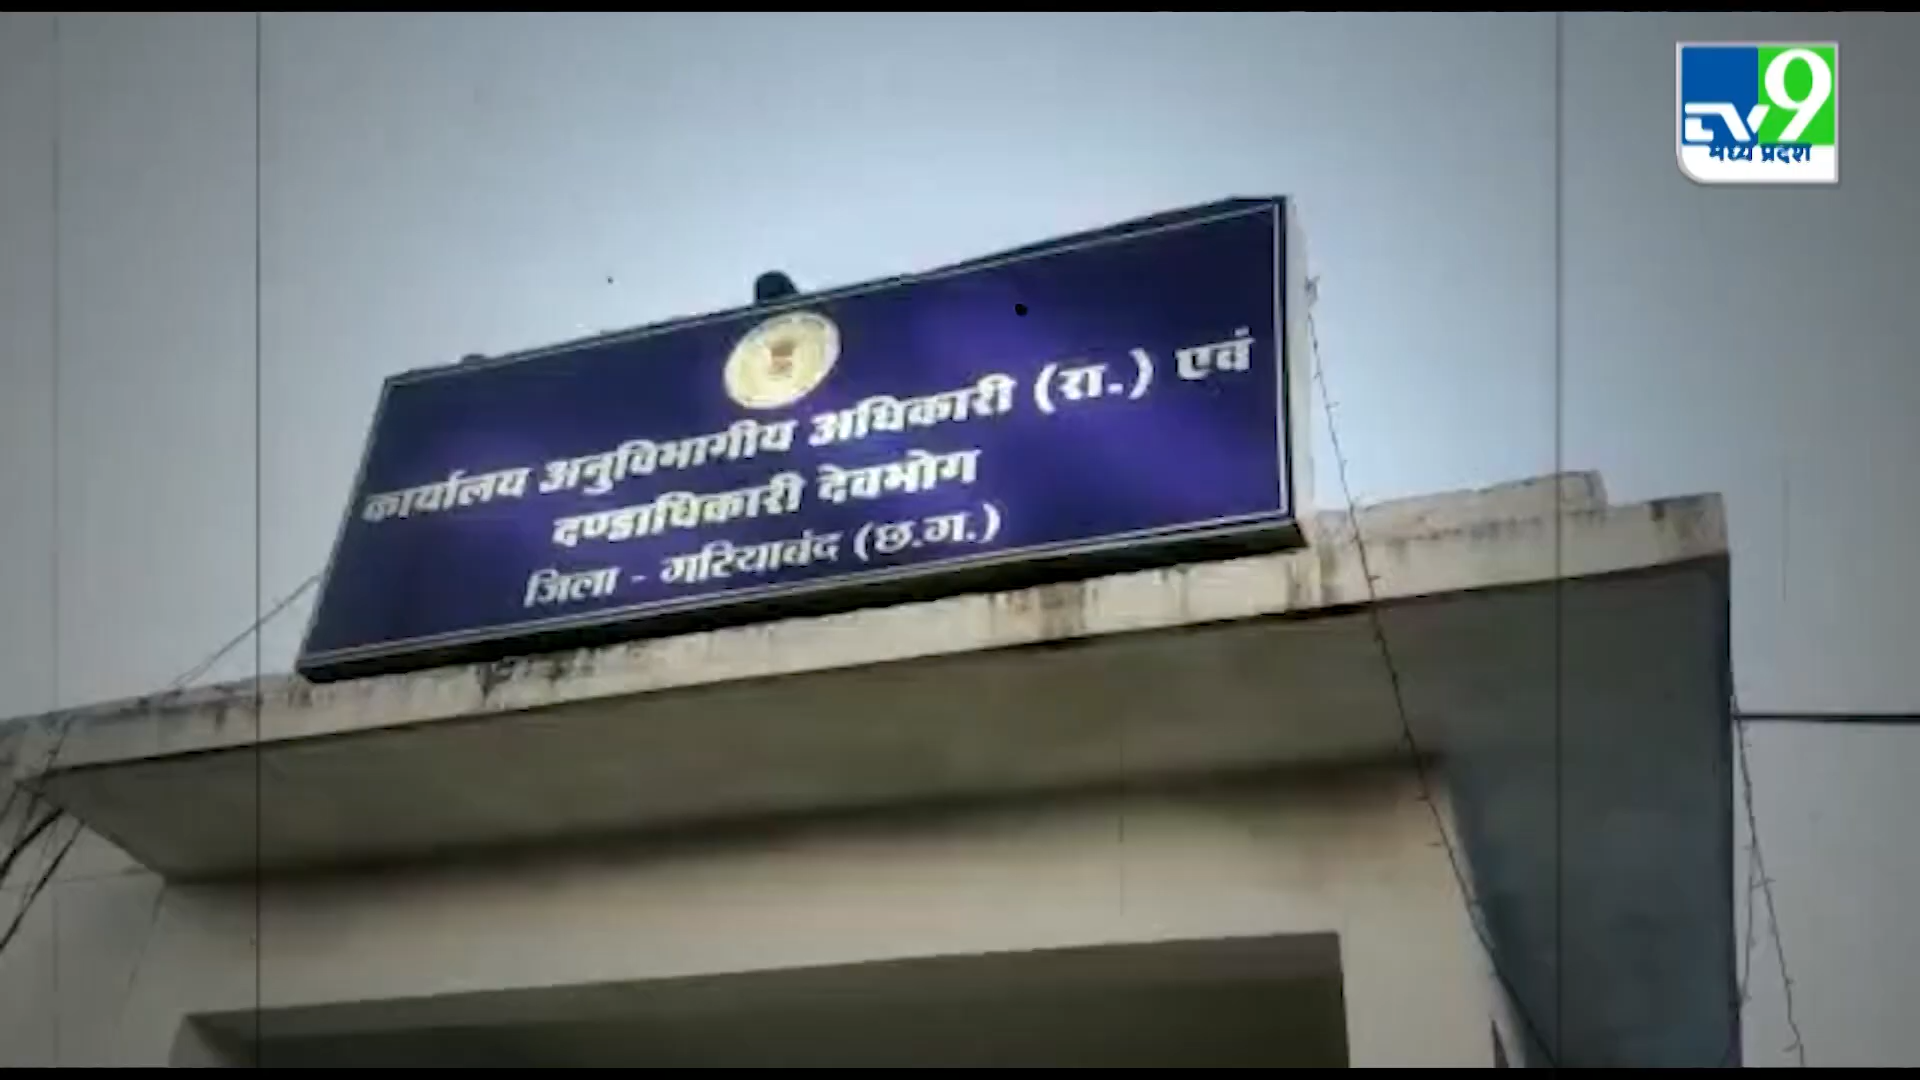 TV9
मध्य प्रदेश
कार्यालय अनुविभागीय अधिकारी (रा.) एवं
दण्डाधिकारी देवभोग
जिला - गरियाबंद (छ.ग.)